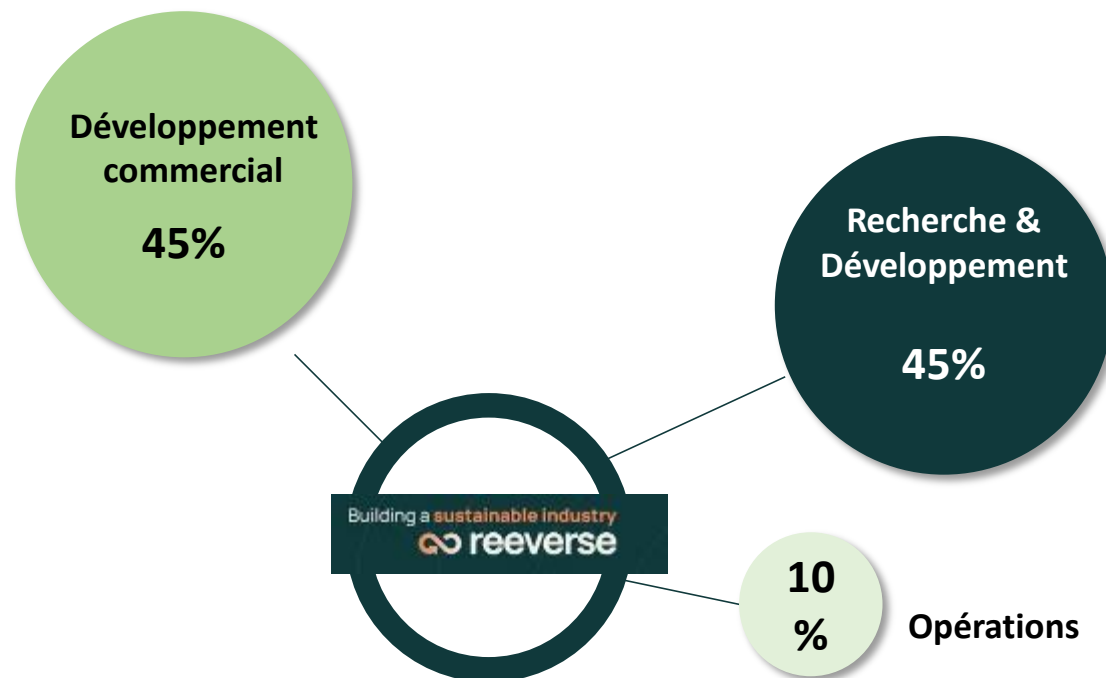 Développement
commercial
45%
Recherche &
Développement
45%
Building a sustainable industry
reeverse
10
%
Opérations